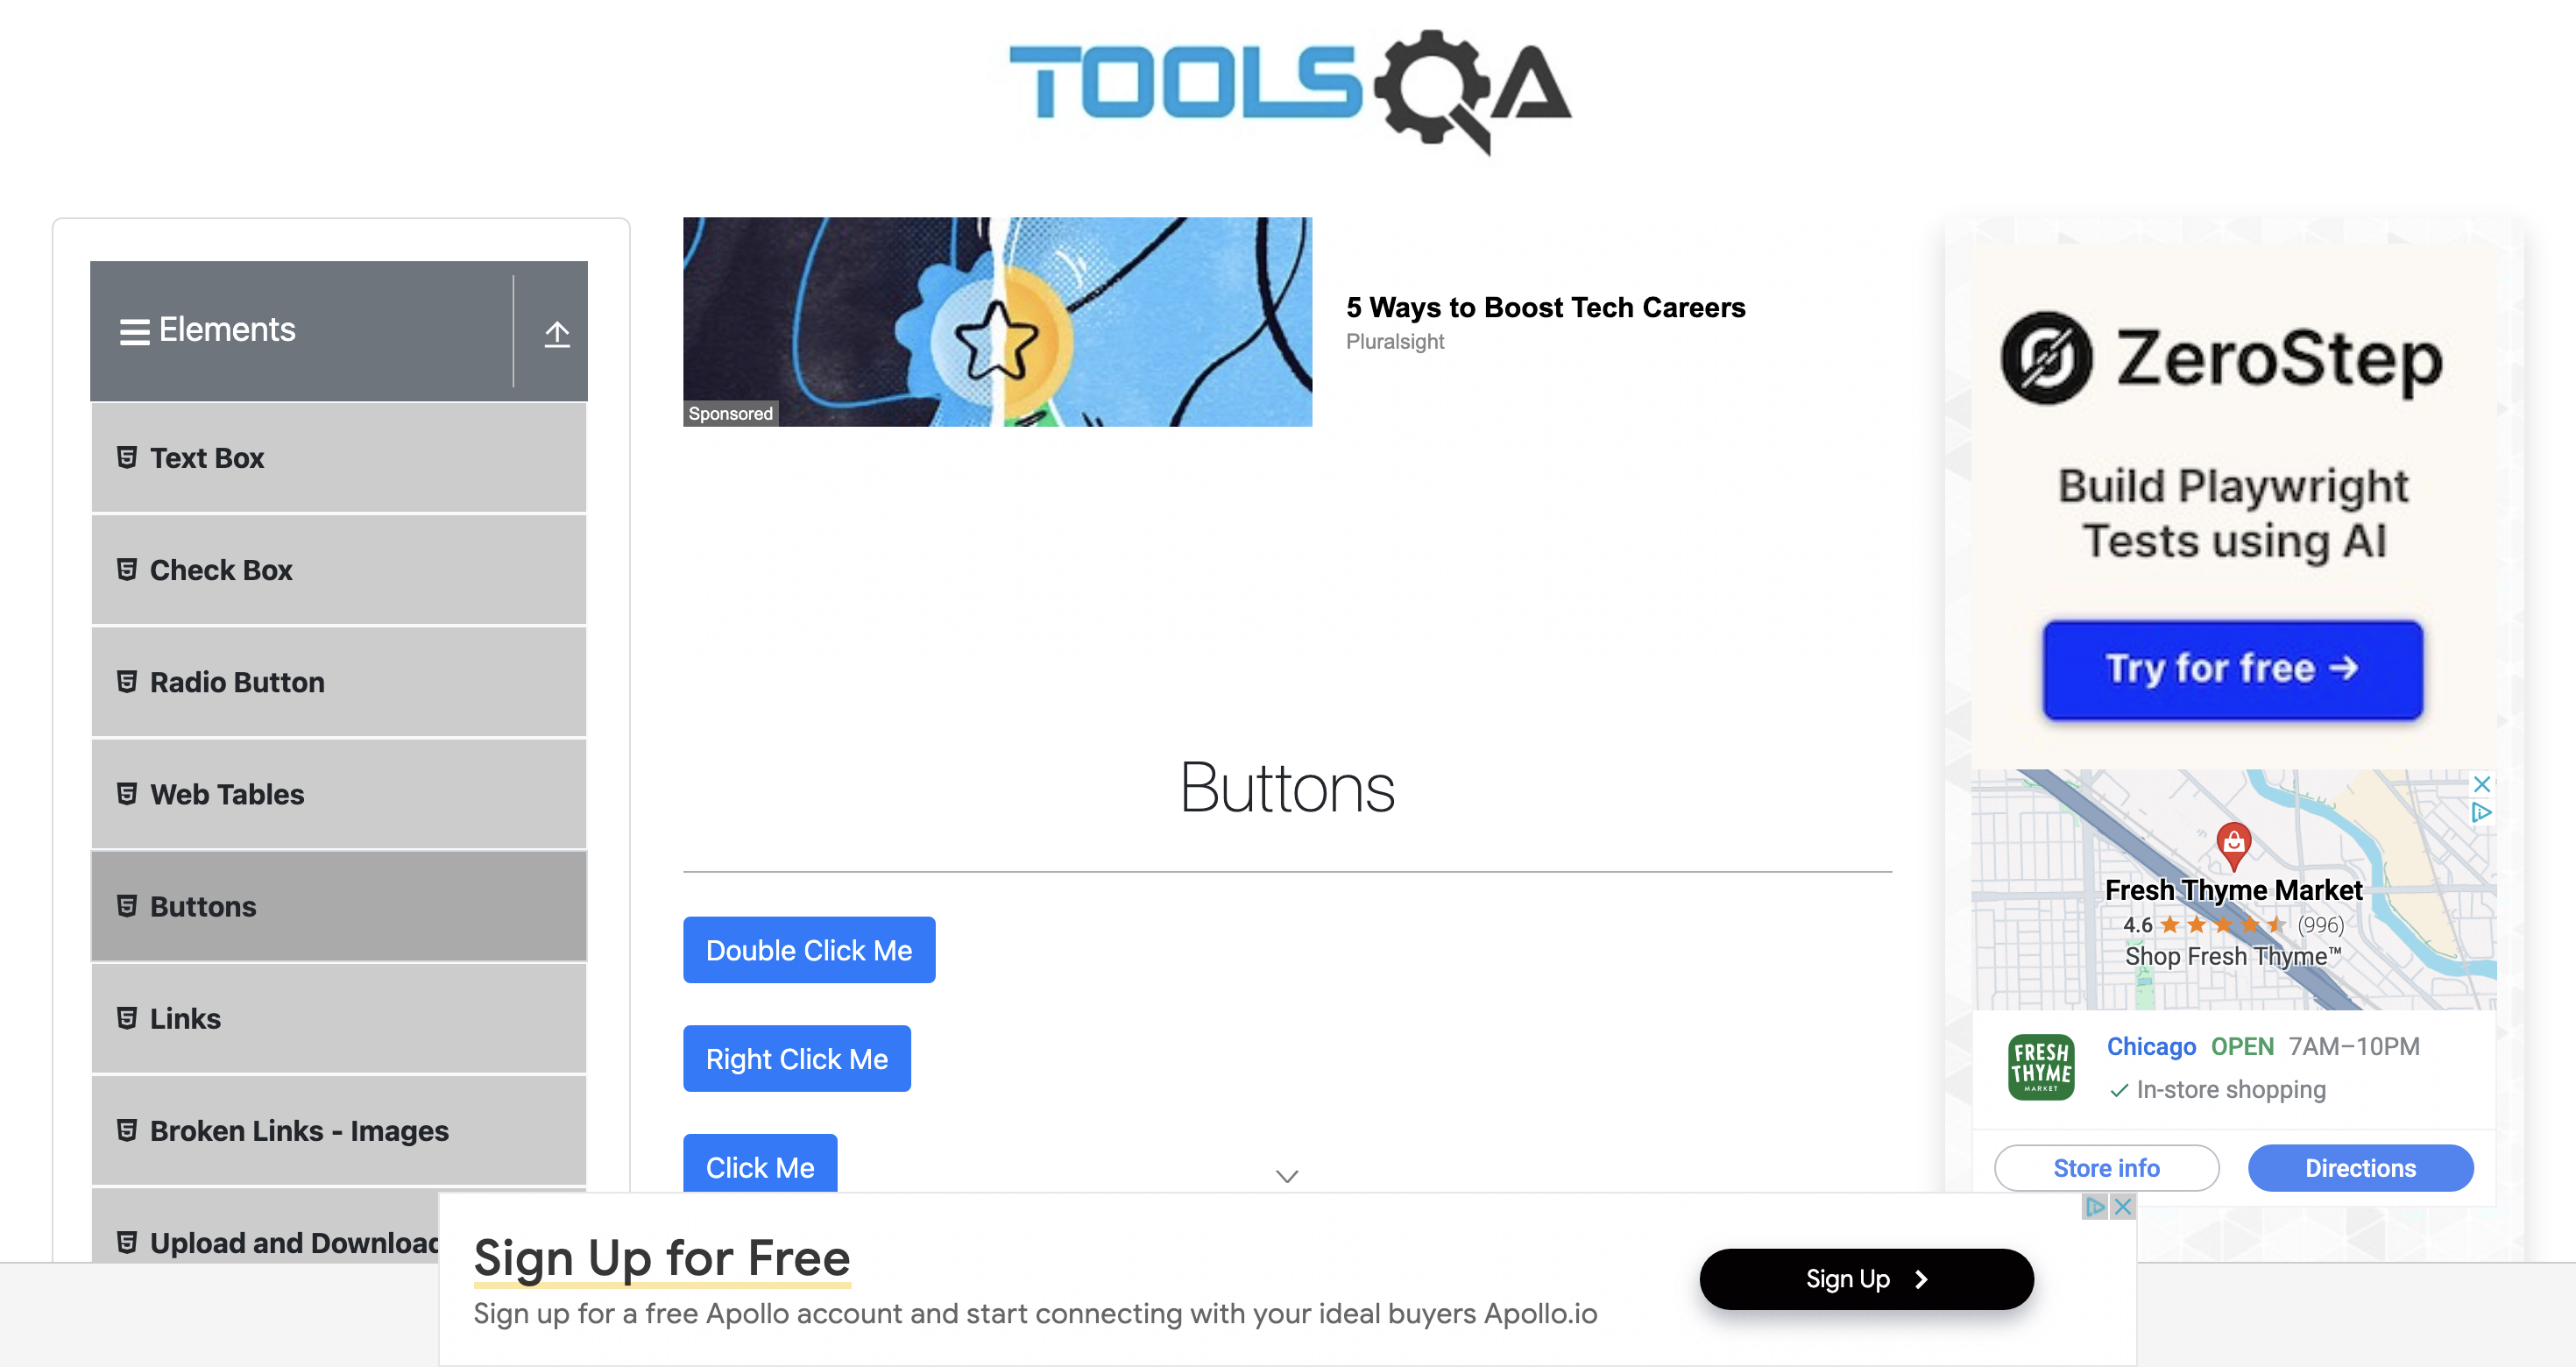 TOOLSQA
Elements
Text Box
Check Box
Radio Button
Web Tables
Buttons
Links
Broken Links - Images
Upload and Download
Sponsored
5 Ways to Boost Tech Careers
Pluralsight
Buttons
Double Click Me
Right Click Me
Click Me
ZeroStep
Build Playwright
Tests using AI
Try for free →
Fresh Thyme Market
4.6 (996)
Shop Fresh Thyme™
FRESH
THYME
MARKET
Chicago OPEN 7AM–10PM
✓ In-store shopping
Store info
Directions
Sign Up for Free
Sign up for a free Apollo account and start connecting with your ideal buyers Apollo.io
Sign Up